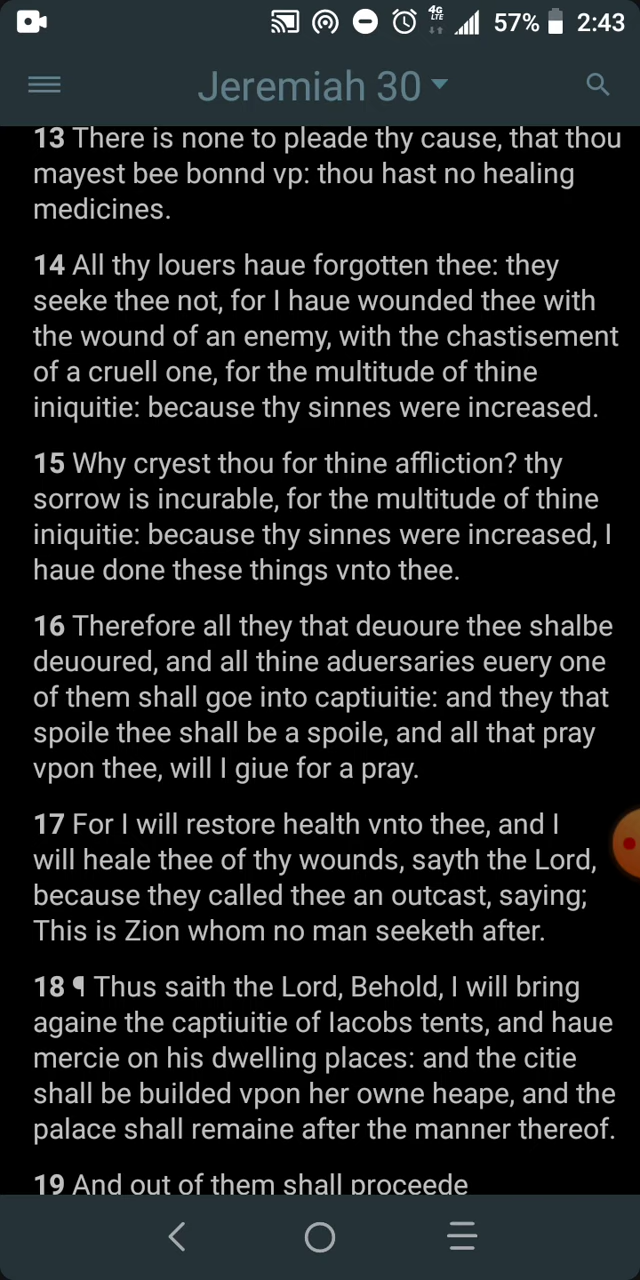 4G
LTE
57%
2:43
Jeremiah 30
13 There is none to pleade thy cause, that thou
mayest bee bonnd vp: thou hast no healing
medicines.
14 All thy louers haue forgotten thee: they
seeke thee not, for I haue wounded thee with
the wound of an enemy, with the chastisement
of a cruell one, for the multitude of thine
iniquitie: because thy sinnes were increased.
15 Why cryest thou for thine affliction? thy
sorrow is incurable, for the multitude of thine
iniquitie: because thy sinnes were increased, I
haue done these things vnto thee.
16 Therefore all they that deuoure thee shalbe
deuoured, and all thine aduersaries euery one
of them shall goe into captiuitie: and they that
spoile thee shall be a spoile, and all that pray
vpon thee, will I giue for a pray.
17 For I will restore health vnto thee, and I
will heale thee of thy wounds, sayth the Lord,
because they called thee an outcast, saying;
This is Zion whom no man seeketh after.
18 ¶ Thus saith the Lord, Behold, I will bring
againe the captiuitie of Iacobs tents, and haue
mercie on his dwelling places: and the citie
shall be builded vpon her owne heape, and the
palace shall remaine after the manner thereof.
19 And out of them shall proceede